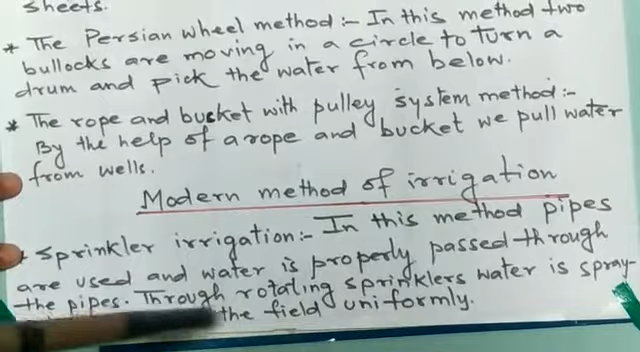 sheets.
* The Persian wheel method :- In this method two
bullocks are moving in a circle to turn a
drum and pick the water from below.
* The rope and bucket with pulley system method :-
By the help of a rope and bucket we pull water
from wells.
Modern method of irrigation
* Sprinkler irrigation :- In this method pipes
are used and water is properly passed through
the pipes. Through rotating sprinklers water is spray-
the field uniformly.